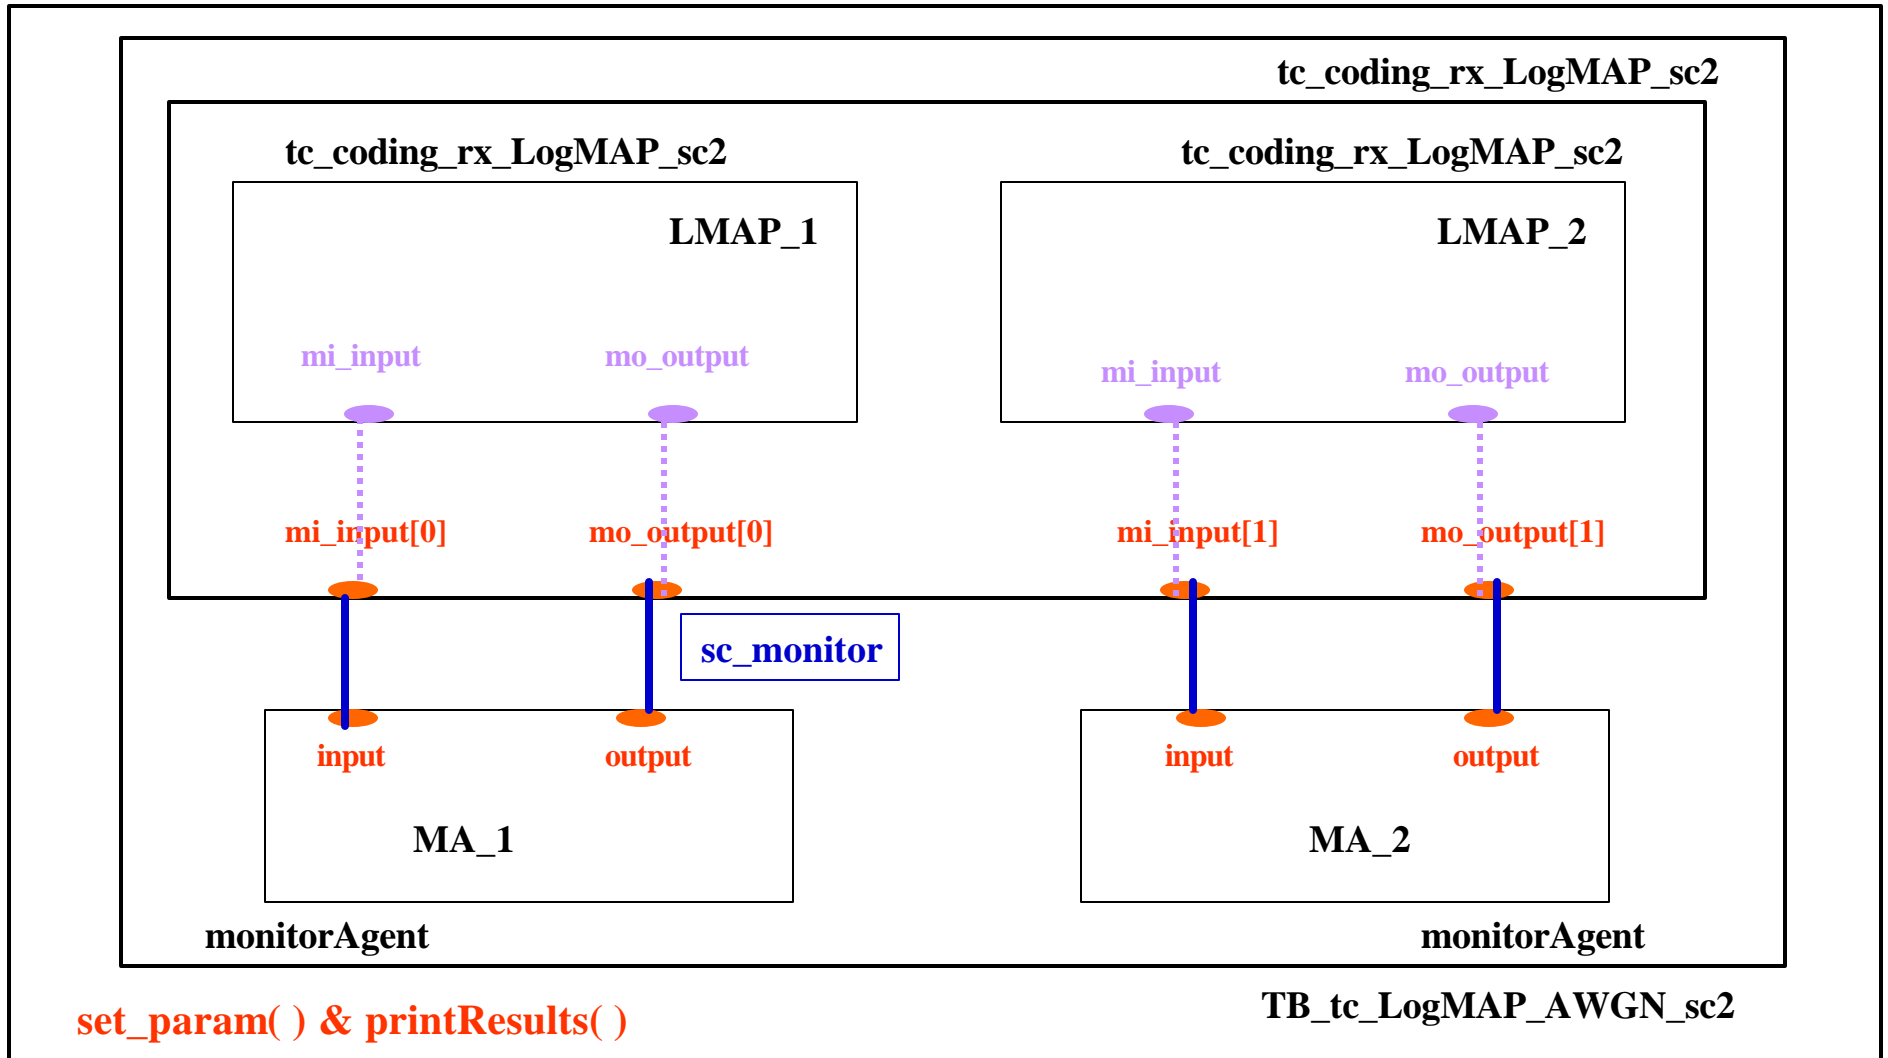 tc_coding_rx_LogMAP_sc2
tc_coding_rx_LogMAP_sc2
tc_coding_rx_LogMAP_sc2
LMAP_1
LMAP_2
mi_input
mo_output
mi_input
mo_output
mi_input[0]
mo_output[0]
mi_input[1]
mo_output[1]
sc_monitor
input
output
input
output
MA_1
MA_2
monitorAgent
monitorAgent
set_param( ) & printResults( )
TB_tc_LogMAP_AWGN_sc2